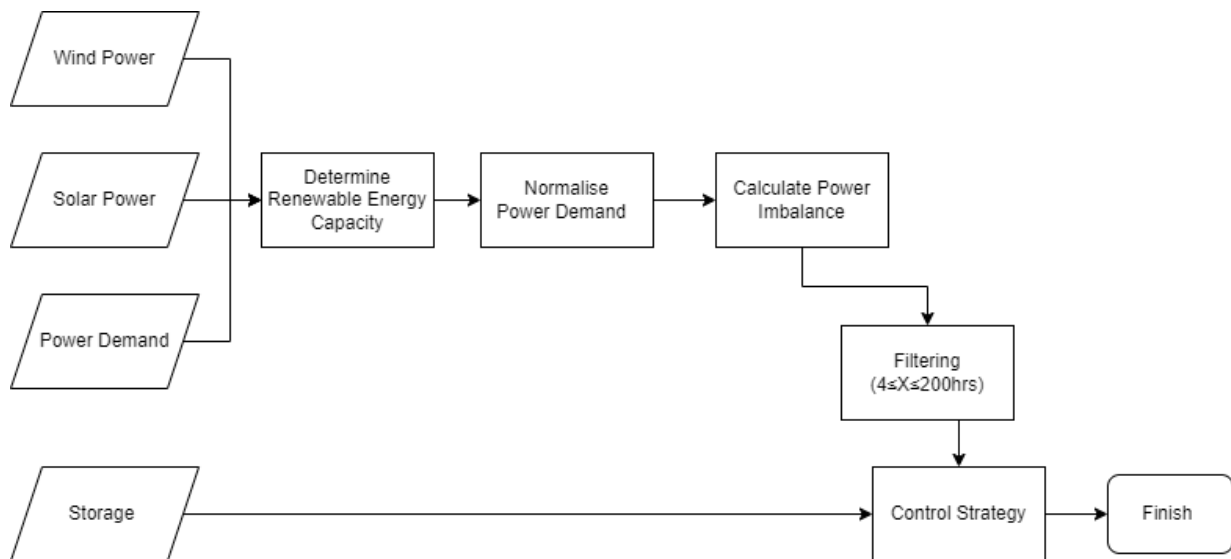 Wind Power
Solar Power
Determine
Renewable Energy
Capacity
Normalise
Power Demand
Calculate Power
Imbalance
Power Demand
Filtering
(4≤X≤200hrs)
Storage
Control Strategy
Finish